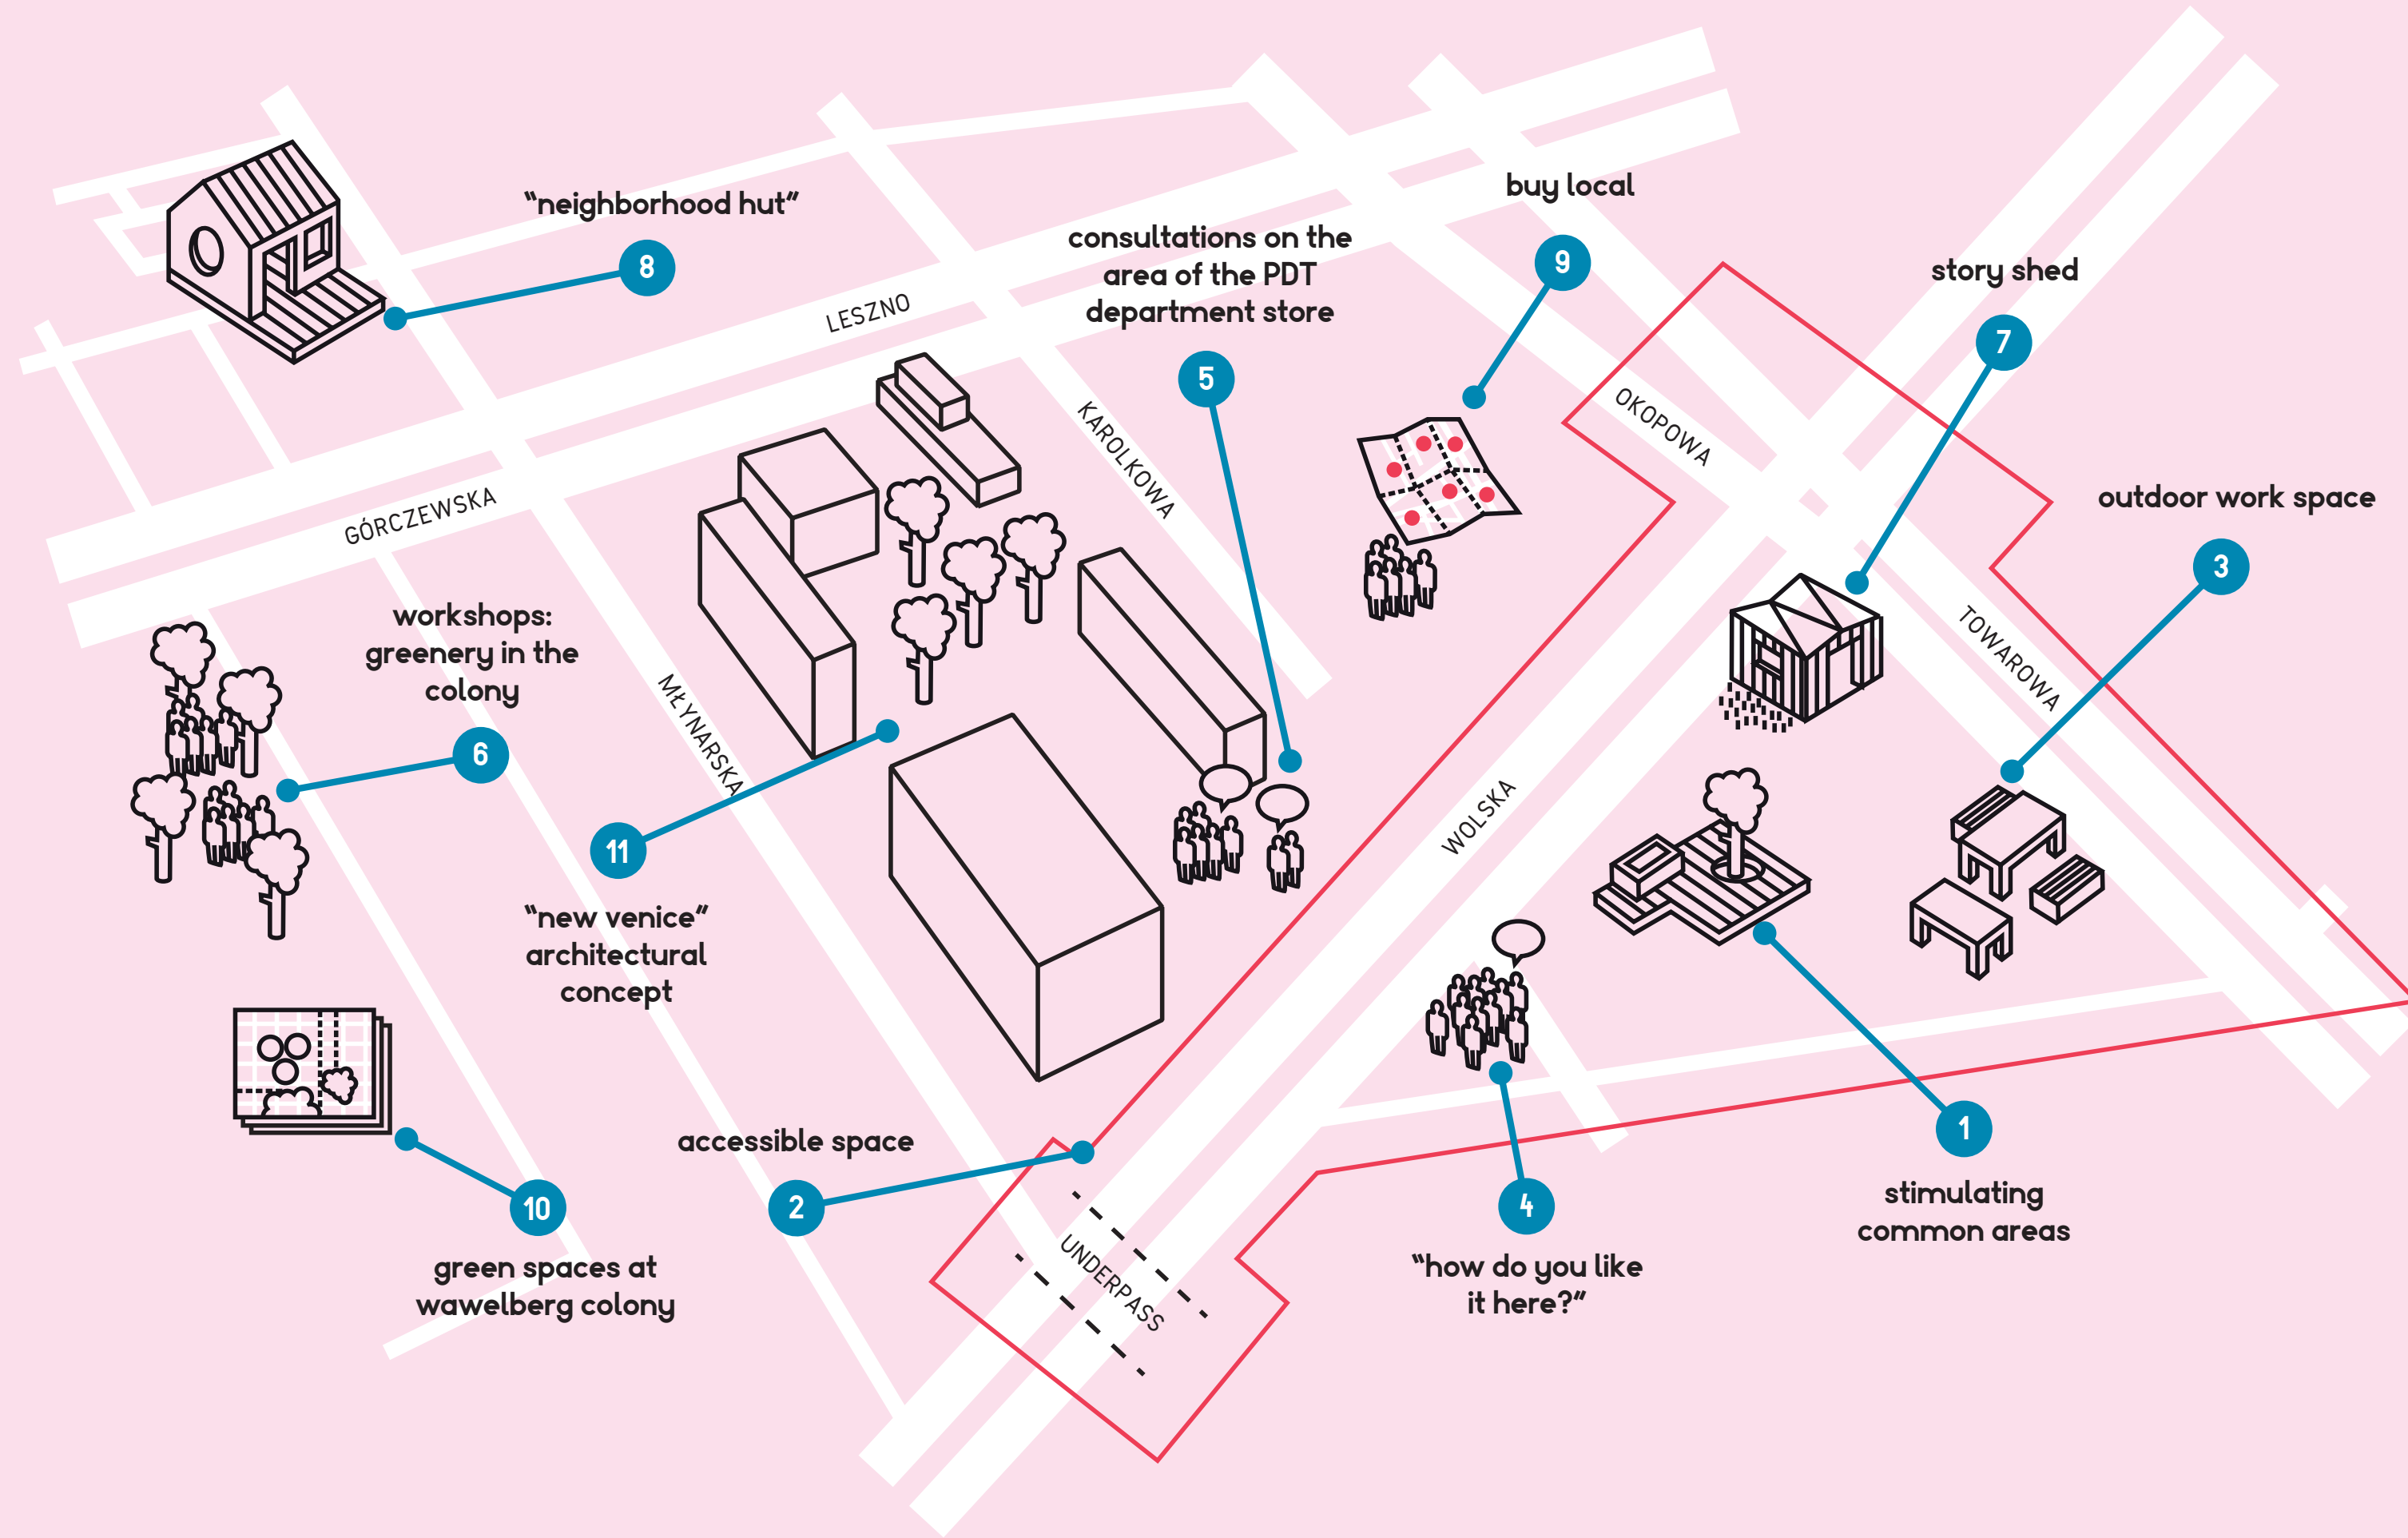 buy local
9
"neighborhood hut"
8
consultations on the
area of the PDT
department store
5
story shed
7
LESZNO
OKOPOWA
KAROLKOWA
GÓRCZEWSKA
outdoor work space
3
workshops:
greenery in the
colony
6
TOWAROWA
MŁYNARSKA
WOLSKA
11
"new venice"
architectural
concept
accessible space
2
1
stimulating
common areas
4
"how do you like
it here?"
10
green spaces at
wawelberg colony
UNDERPASS